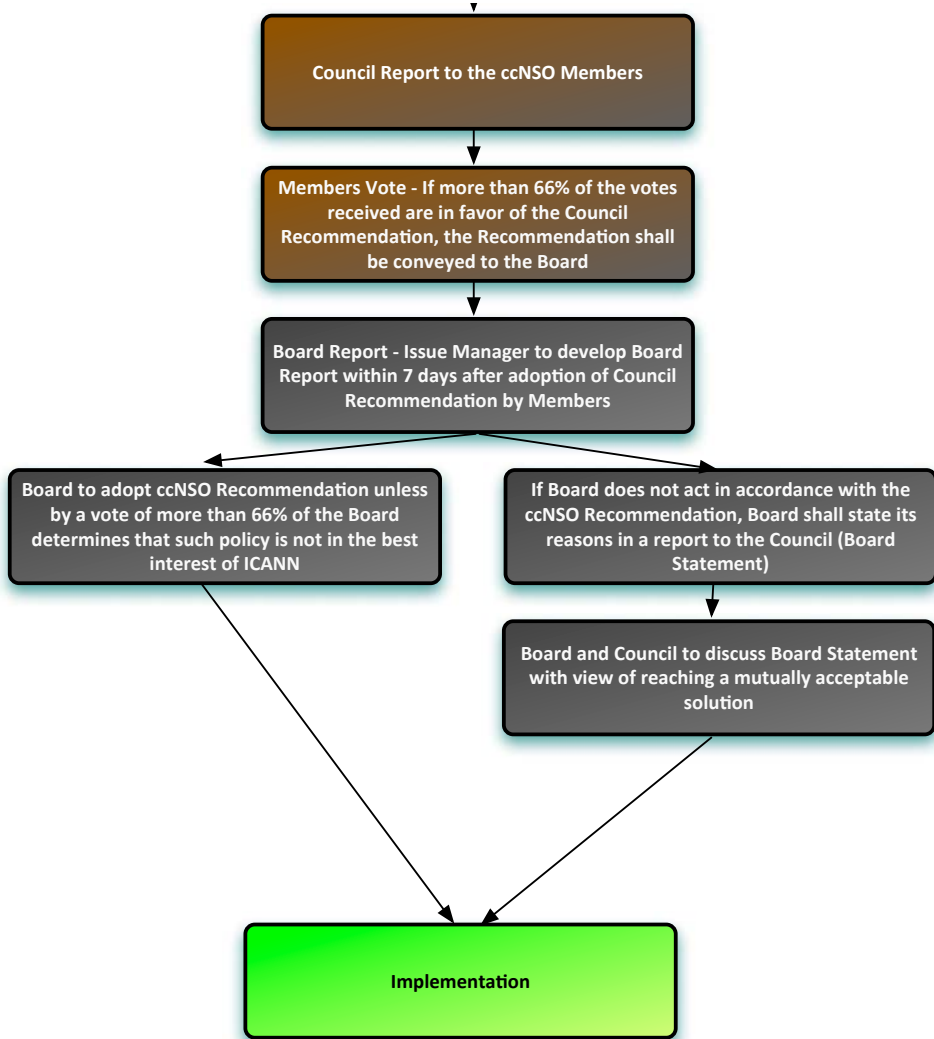 Council Report to the ccNSO Members
Members Vote - If more than 66% of the votes
received are in favor of the Council
Recommendation, the Recommendation shall
be conveyed to the Board
Board Report - Issue Manager to develop Board
Report within 7 days after adoption of Council
Recommendation by Members
Board to adopt ccNSO Recommendation unless
by a vote of more than 66% of the Board
determines that such policy is not in the best
interest of ICANN
If Board does not act in accordance with the
ccNSO Recommendation, Board shall state its
reasons in a report to the Council (Board
Statement)
Board and Council to discuss Board Statement
with view of reaching a mutually acceptable
solution
Implementation